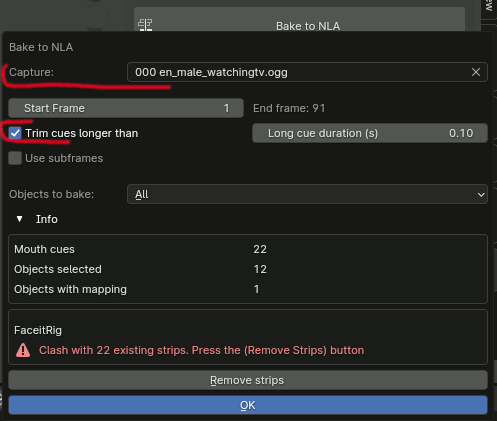 Bake to NLA
Bake to NLA
Capture: 000 en_male_watchingtv.ogg
Start Frame 1 End frame: 91
Trim cues longer than Long cue duration (s) 0.10
Use subframes
Objects to bake: All
Info
Mouth cues 22
Objects selected 12
Objects with mapping 1
FaceitRig
Clash with 22 existing strips. Press the (Remove Strips) button
Remove strips
OK